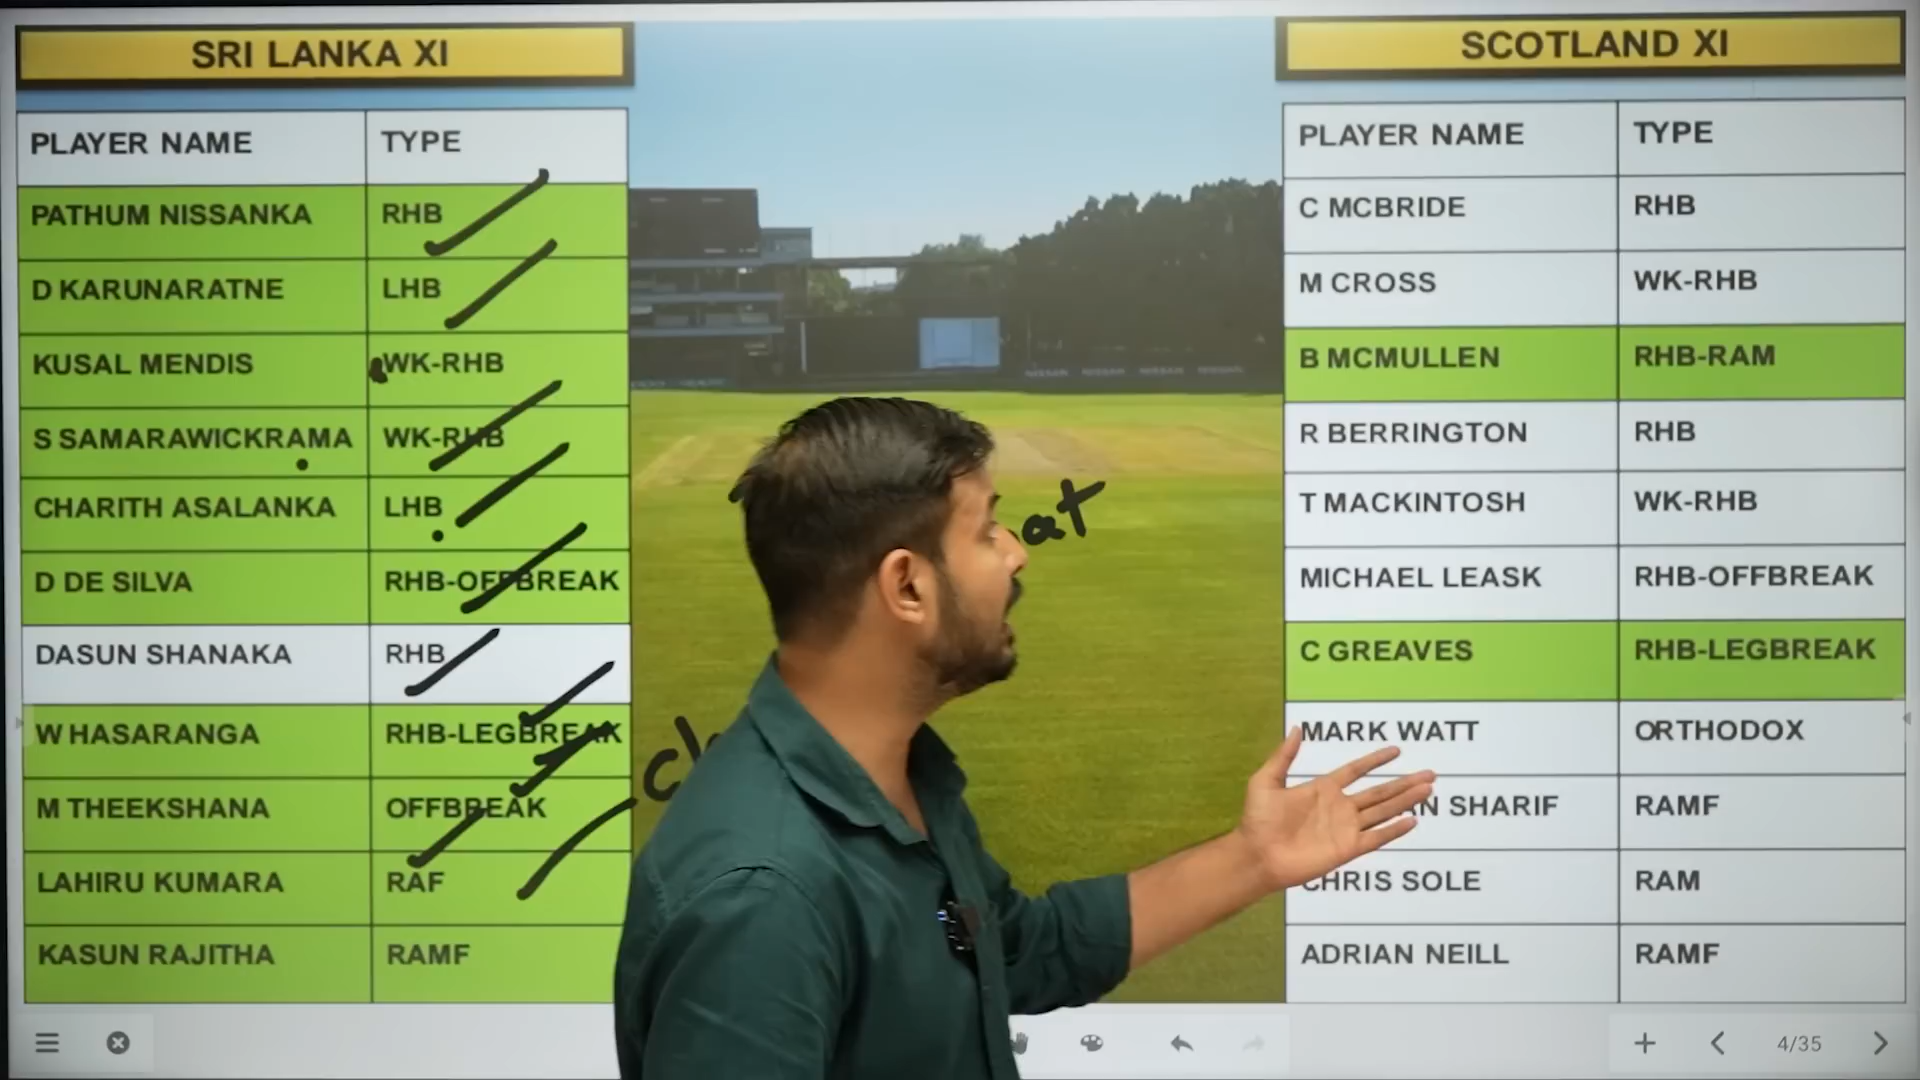 SRI LANKA XI
PLAYER NAME TYPE
PATHUM NISSANKA RHB
D KARUNARATNE LHB
KUSAL MENDIS WK-RHB
S SAMARAWICKRAMA WK-RHB
CHARITH ASALANKA LHB
D DE SILVA RHB-OFFBREAK
DASUN SHANAKA RHB
W HASARANGA RHB-LEGBREAK
M THEEKSHANA OFFBREAK
LAHIRU KUMARA RAF
KASUN RAJITHA RAMF
SCOTLAND XI
PLAYER NAME TYPE
C MCBRIDE RHB
M CROSS WK-RHB
B MCMULLEN RHB-RAM
R BERRINGTON RHB
T MACKINTOSH WK-RHB
MICHAEL LEASK RHB-OFFBREAK
C GREAVES RHB-LEGBREAK
MARK WATT ORTHODOX
SHARIF RAMF
CHRIS SOLE RAM
ADRIAN NEILL RAMF
4/35